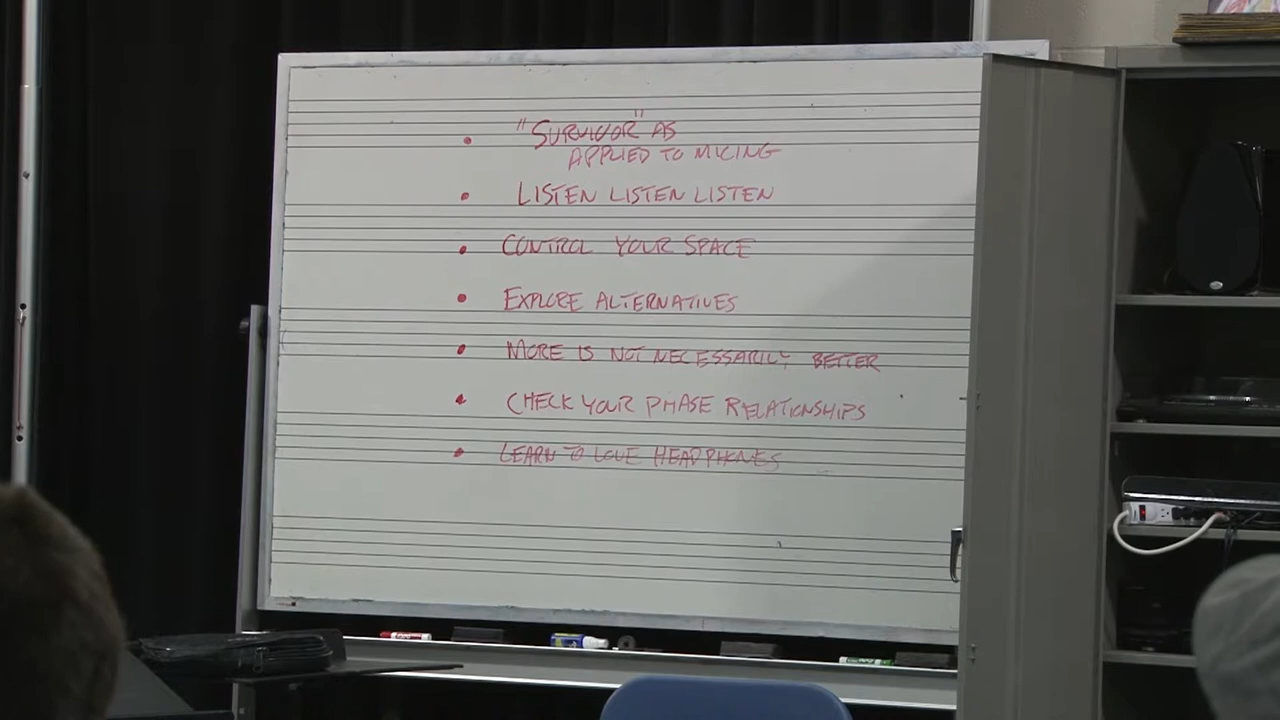 • "SURVIVOR" AS
APPLIED TO MICING
• LISTEN LISTEN LISTEN
• CONTROL YOUR SPACE
• EXPLORE ALTERNATIVES
• MORE IS NOT NECESSARILY BETTER
• CHECK YOUR PHASE RELATIONSHIPS
• LEARN TO LOVE HEADPHONES